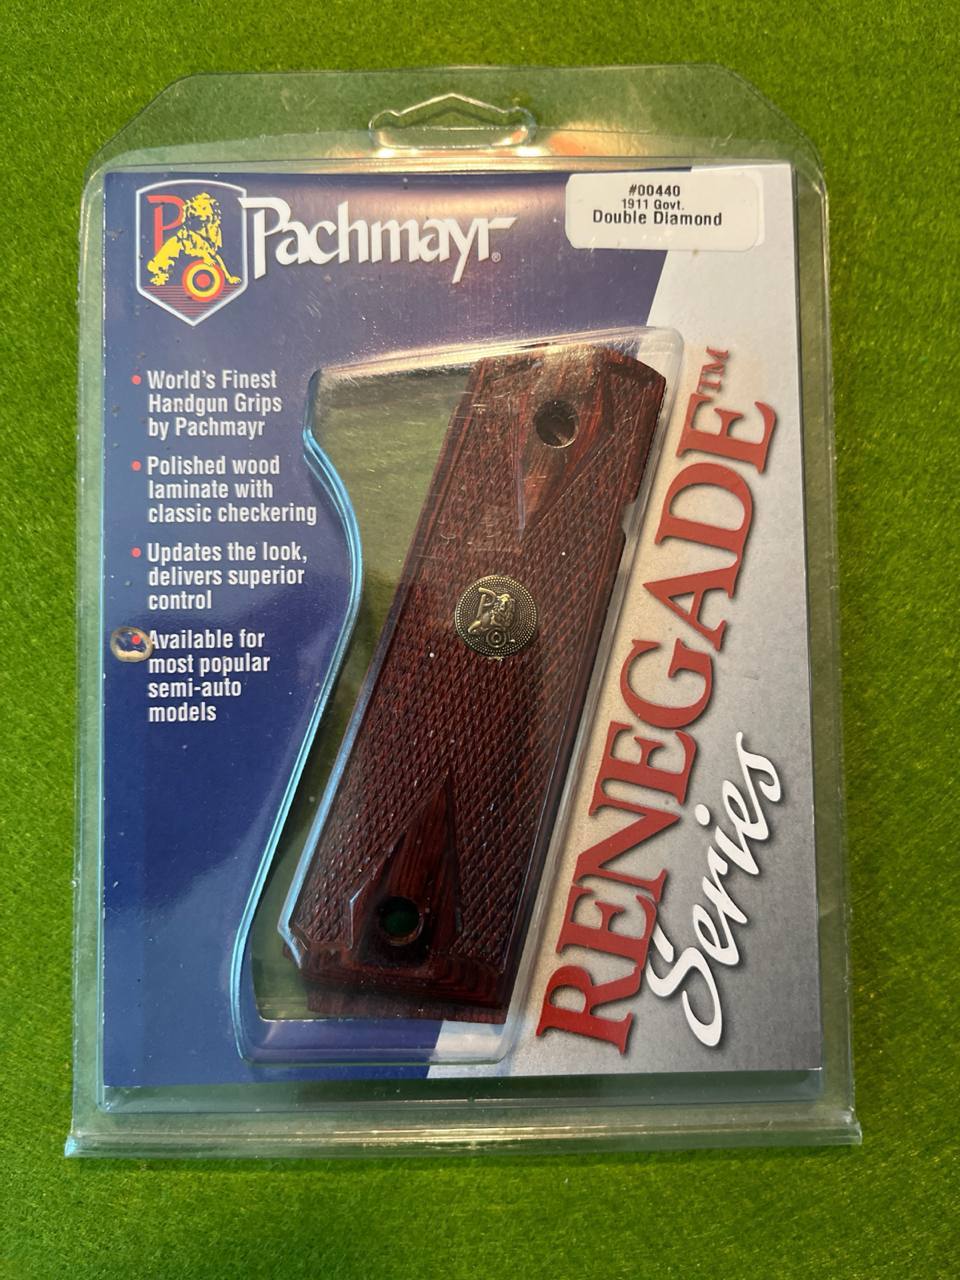 Pachmayr®
#00440
1911 Govt.
Double Diamond
• World's Finest
Handgun Grips
by Pachmayr
• Polished wood
laminate with
classic checkering
• Updates the look,
delivers superior
control
• Available for
most popular
semi-auto
models
RENEGADE™
Series
P
P